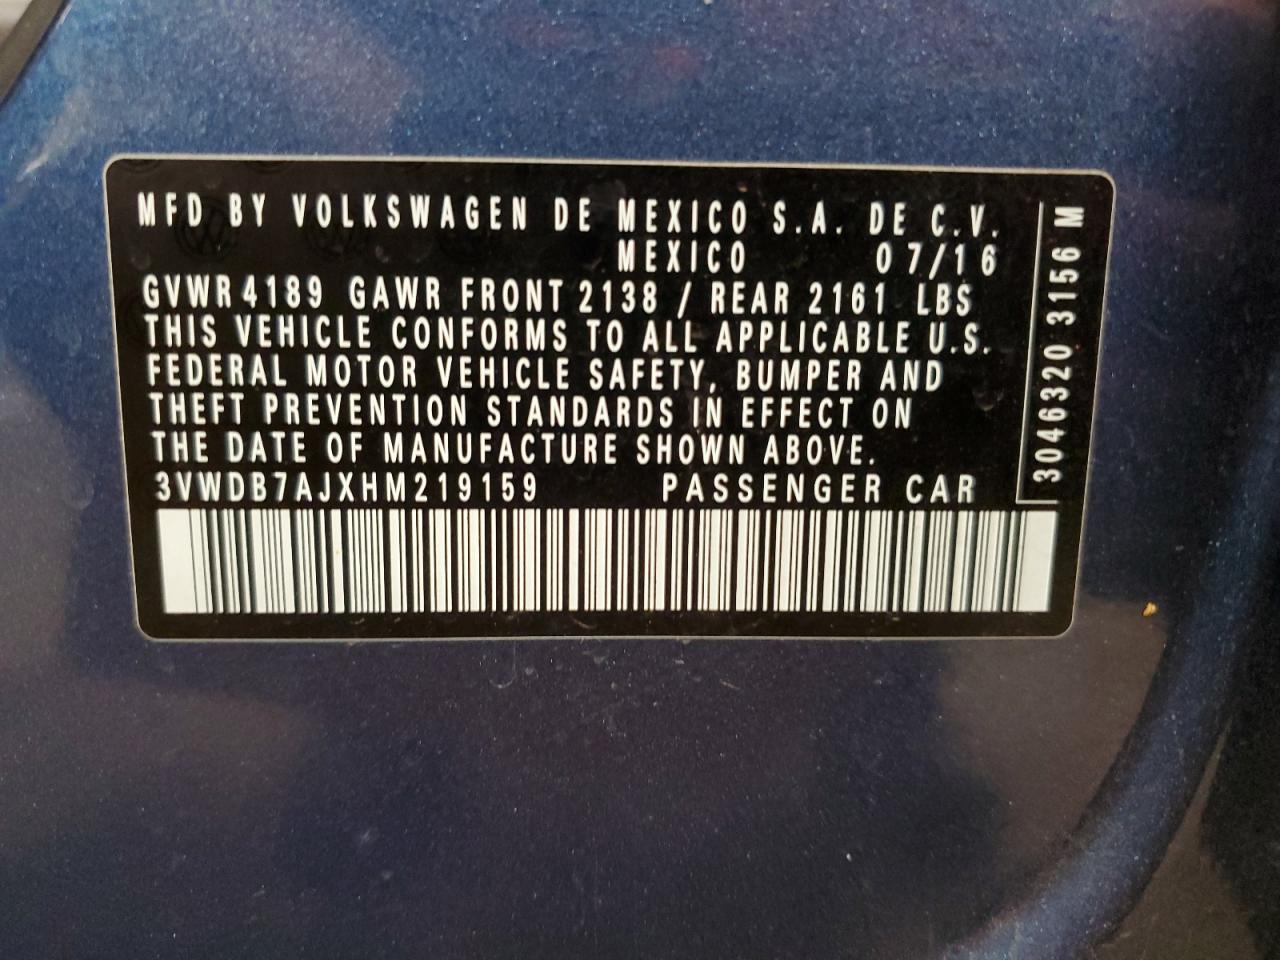 MFD BY VOLKSWAGEN DE MEXICO S.A. DE C.V.
MEXICO 07/16
GVWR 4189 GAWR FRONT 2138 / REAR 2161 LBS
THIS VEHICLE CONFORMS TO ALL APPLICABLE U.S.
FEDERAL MOTOR VEHICLE SAFETY, BUMPER AND
THEFT PREVENTION STANDARDS IN EFFECT ON
THE DATE OF MANUFACTURE SHOWN ABOVE.
3VWDB7AJXHM219159 PASSENGER CAR
3046320 3156 M